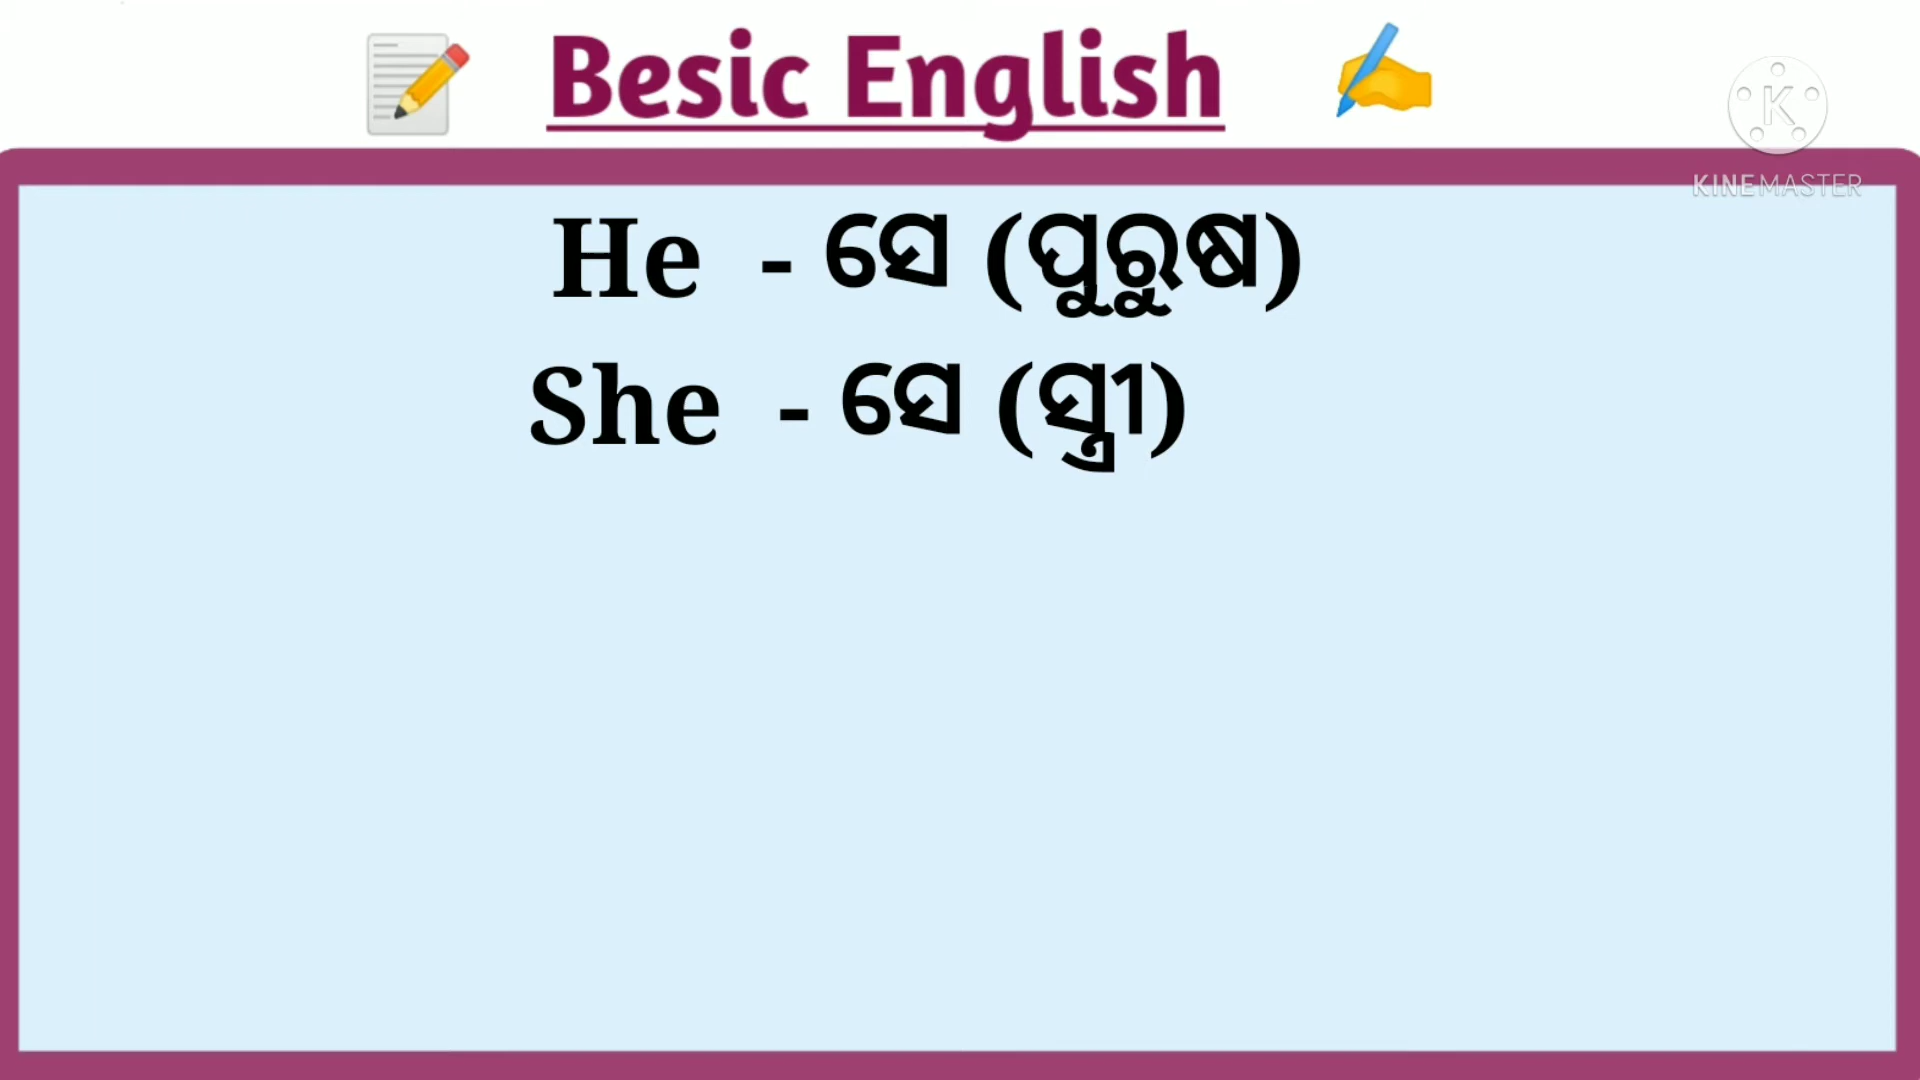 Besic English
K
KINEMASTER
He - ସେ (ପୁରୁଷ)
She - ସେ (ସ୍ତ୍ରୀ)